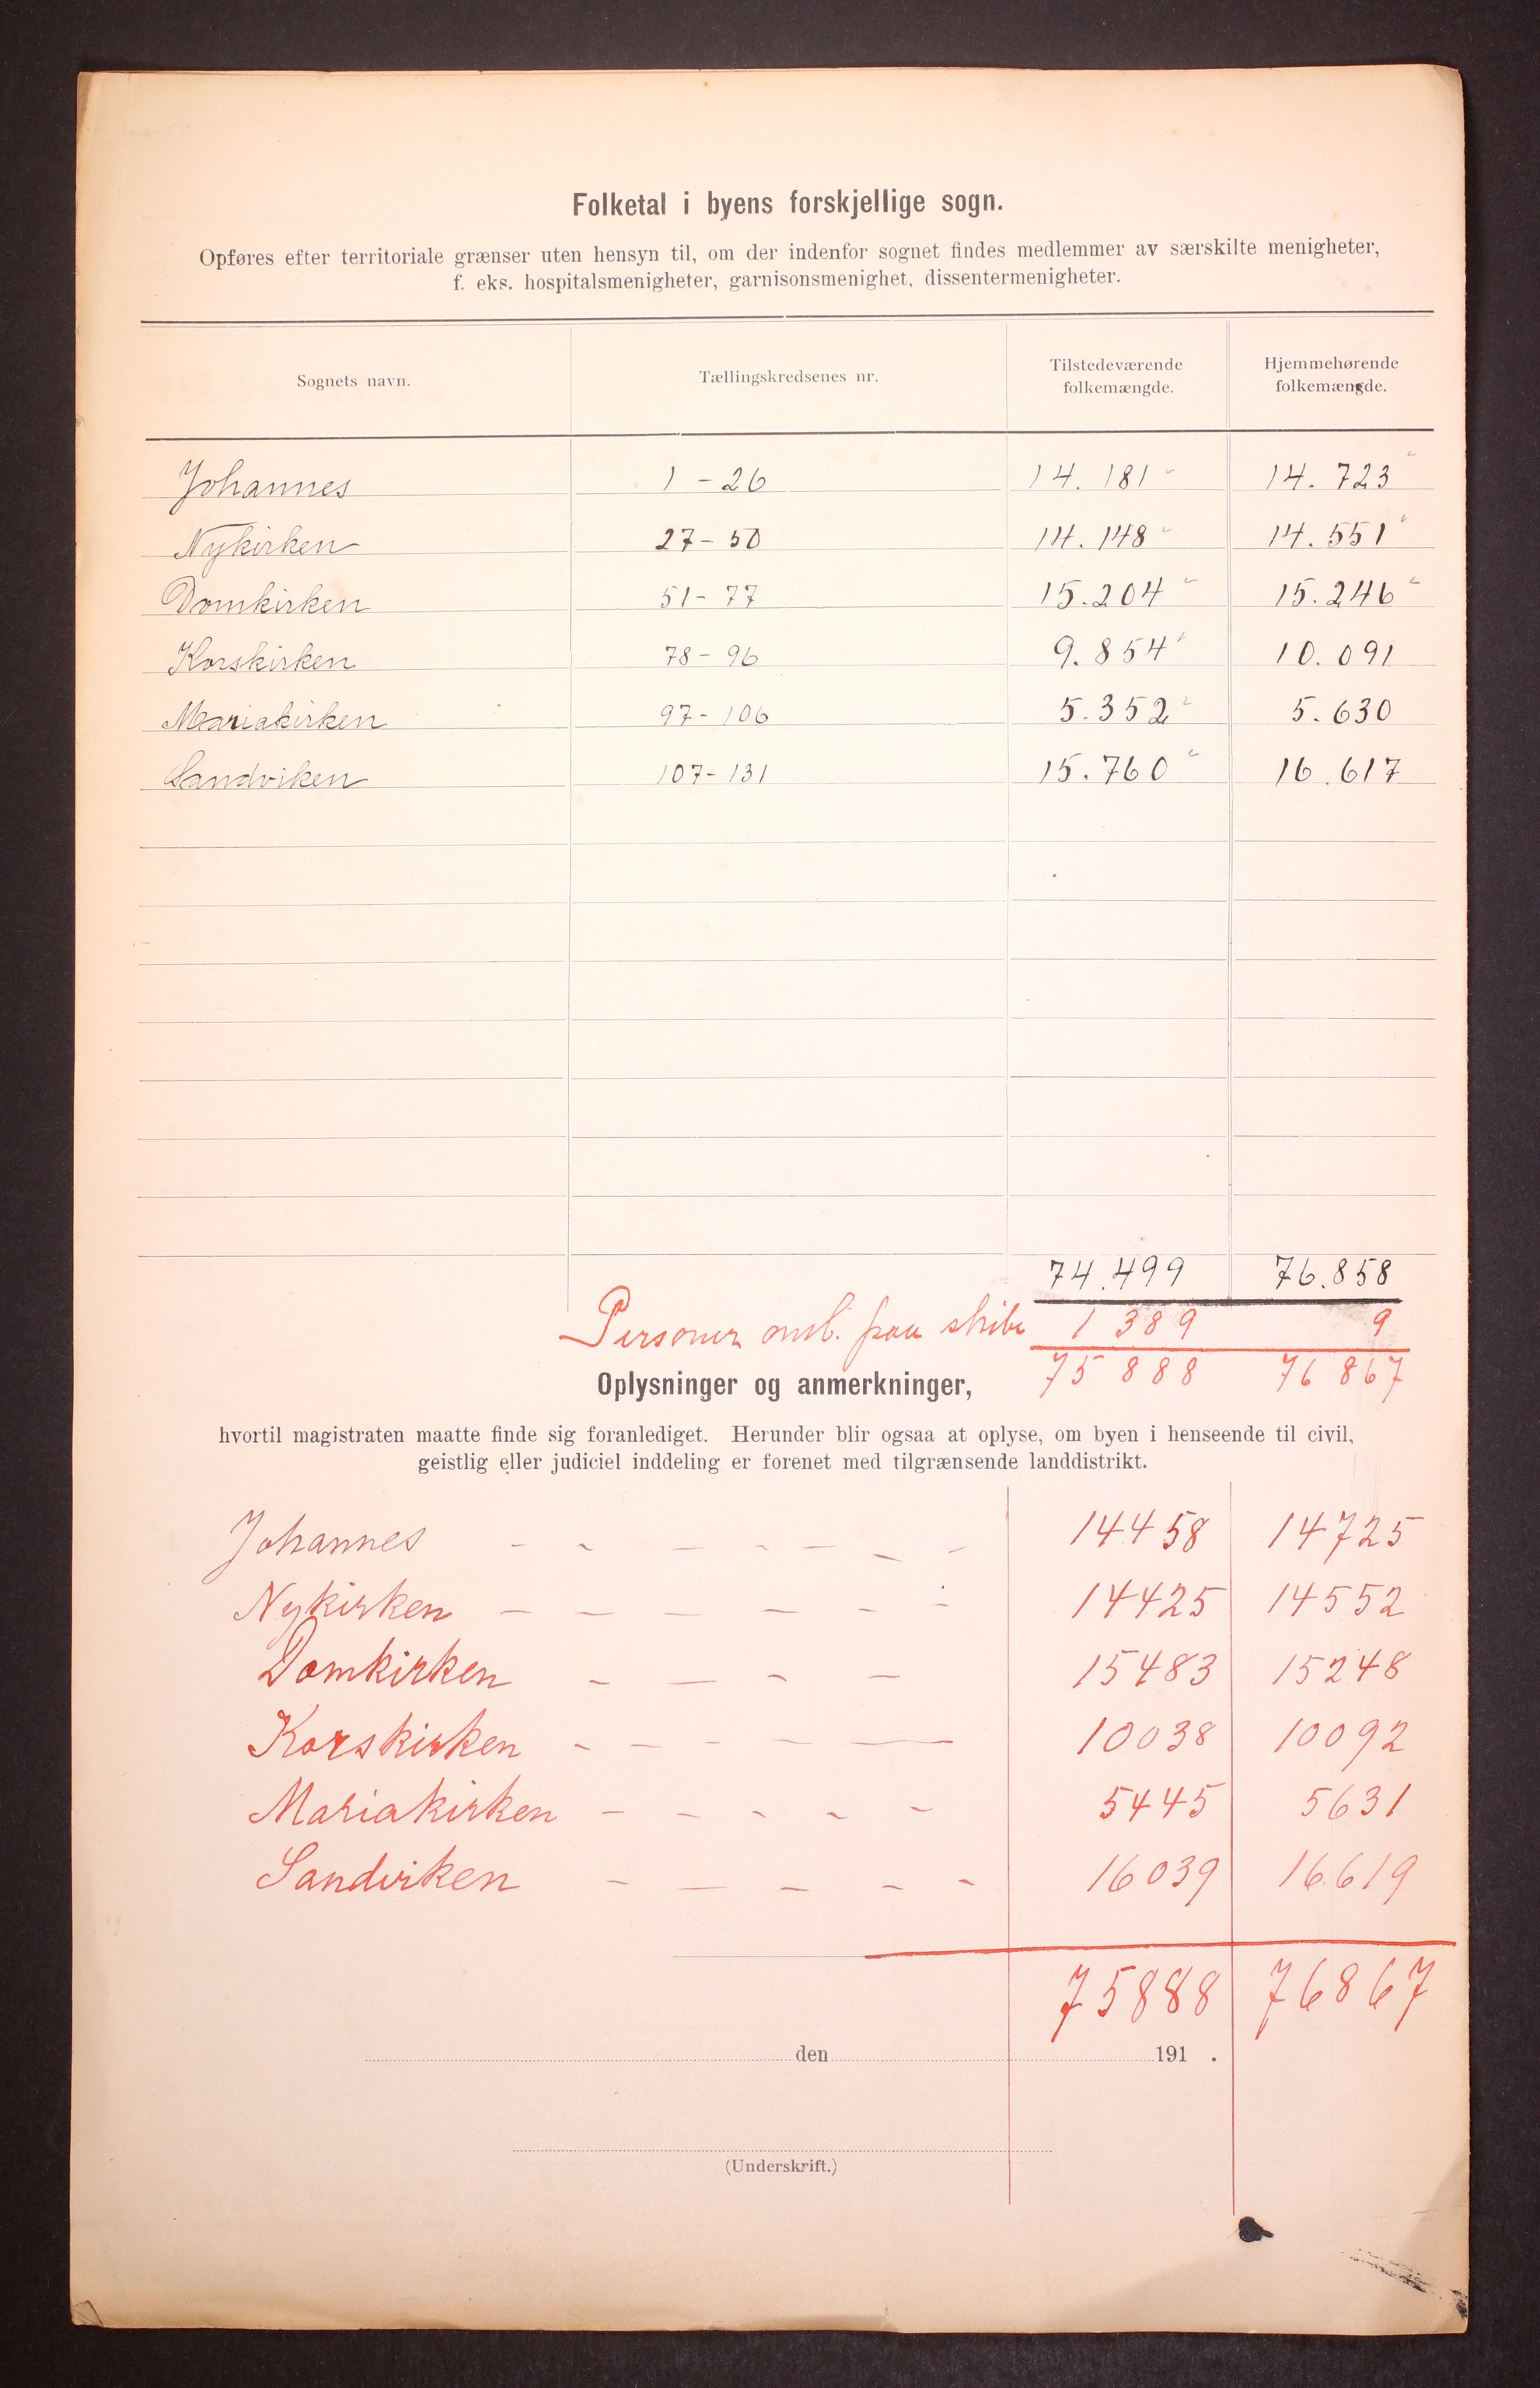 Folketal i byens forskjellige sogn.
Opføres efter territoriale grænser uten hensyn til, om der indenfor sognet findes medlemmer av særskilte menigheter,
f. eks. hospitalsmenigheter, garnisonsmenighet, dissentermenigheter.
Sognets navn. Tællingskredsenes nr. Tilstedeværende folkemængde. Hjemmehørende folkemængde.
Johannes 1 - 26 14.181 14.723
Nykirken 27 - 50 14.148 14.551
Domkirken 51 - 77 15.204 15.246
Korskirken 78 - 96 9.854 10.091
Mariakirken 97 - 106 5.352 5.630
Sandviken 107 - 131 15.760 16.617
74.499 76.858
Personer omb. paa skibe 1 389 9
75 888 76 867
Oplysninger og anmerkninger,
hvortil magistraten maatte finde sig foranlediget. Herunder blir ogsaa at oplyse, om byen i henseende til civil,
geistlig eller judiciel inddeling er forenet med tilgrænsende landdistrikt.
Johannes - - - - - - - 14458 14725
Nykirken - - - - - - 14425 14552
Domkirken - - - - 15483 15248
Korskirken - - - - - 10038 10092
Mariakirken - - - - - 5445 5631
Sandviken - - - - - 16039 16619
75888 76867
den 191 .
(Underskrift.)